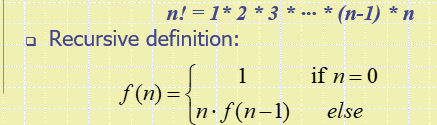 n! = 1* 2 * 3 * ··· * (n-1) * n
Recursive definition:
1 if n = 0
f (n) =
n · f (n−1) else